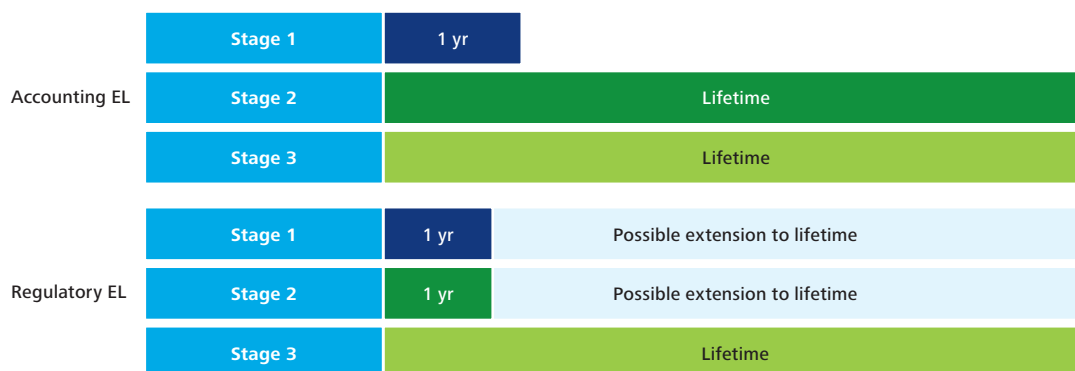 Stage 1 1 yr
Accounting EL Stage 2 Lifetime
Stage 3 Lifetime
Stage 1 1 yr Possible extension to lifetime
Regulatory EL Stage 2 1 yr Possible extension to lifetime
Stage 3 Lifetime